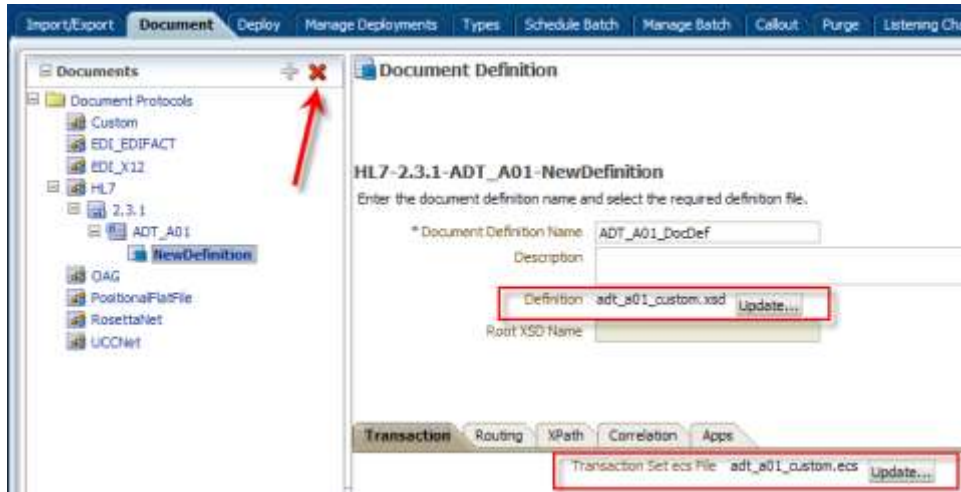 Import/Export Document Deploy Manage Deployments Types Schedule Batch Manage Batch Callout Purge Listening Cha
Documents
Document Protocols
Custom
EDI_EDIFACT
EDI_X12
HL7
2.3.1
ADT_A01
NewDefinition
OAG
PositionalFlatFile
RosettaNet
UCCNet
Document Definition
HL7-2.3.1-ADT_A01-NewDefinition
Enter the document definition name and select the required definition file.
* Document Definition Name ADT_A01_DocDef
Description
Definition adt_a01_custom.xsd Update...
Root XSD Name
Transaction Routing XPath Correlation Apps
Transaction Set ecs File adt_a01_custom.ecs Update...